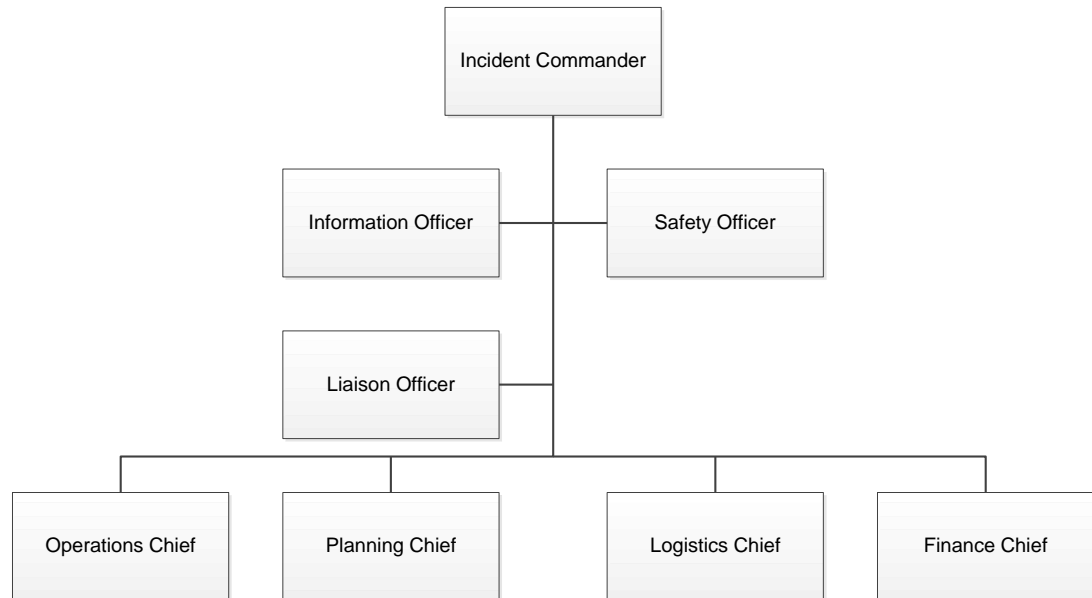 Incident Commander
Information Officer
Safety Officer
Liaison Officer
Operations Chief
Planning Chief
Logistics Chief
Finance Chief